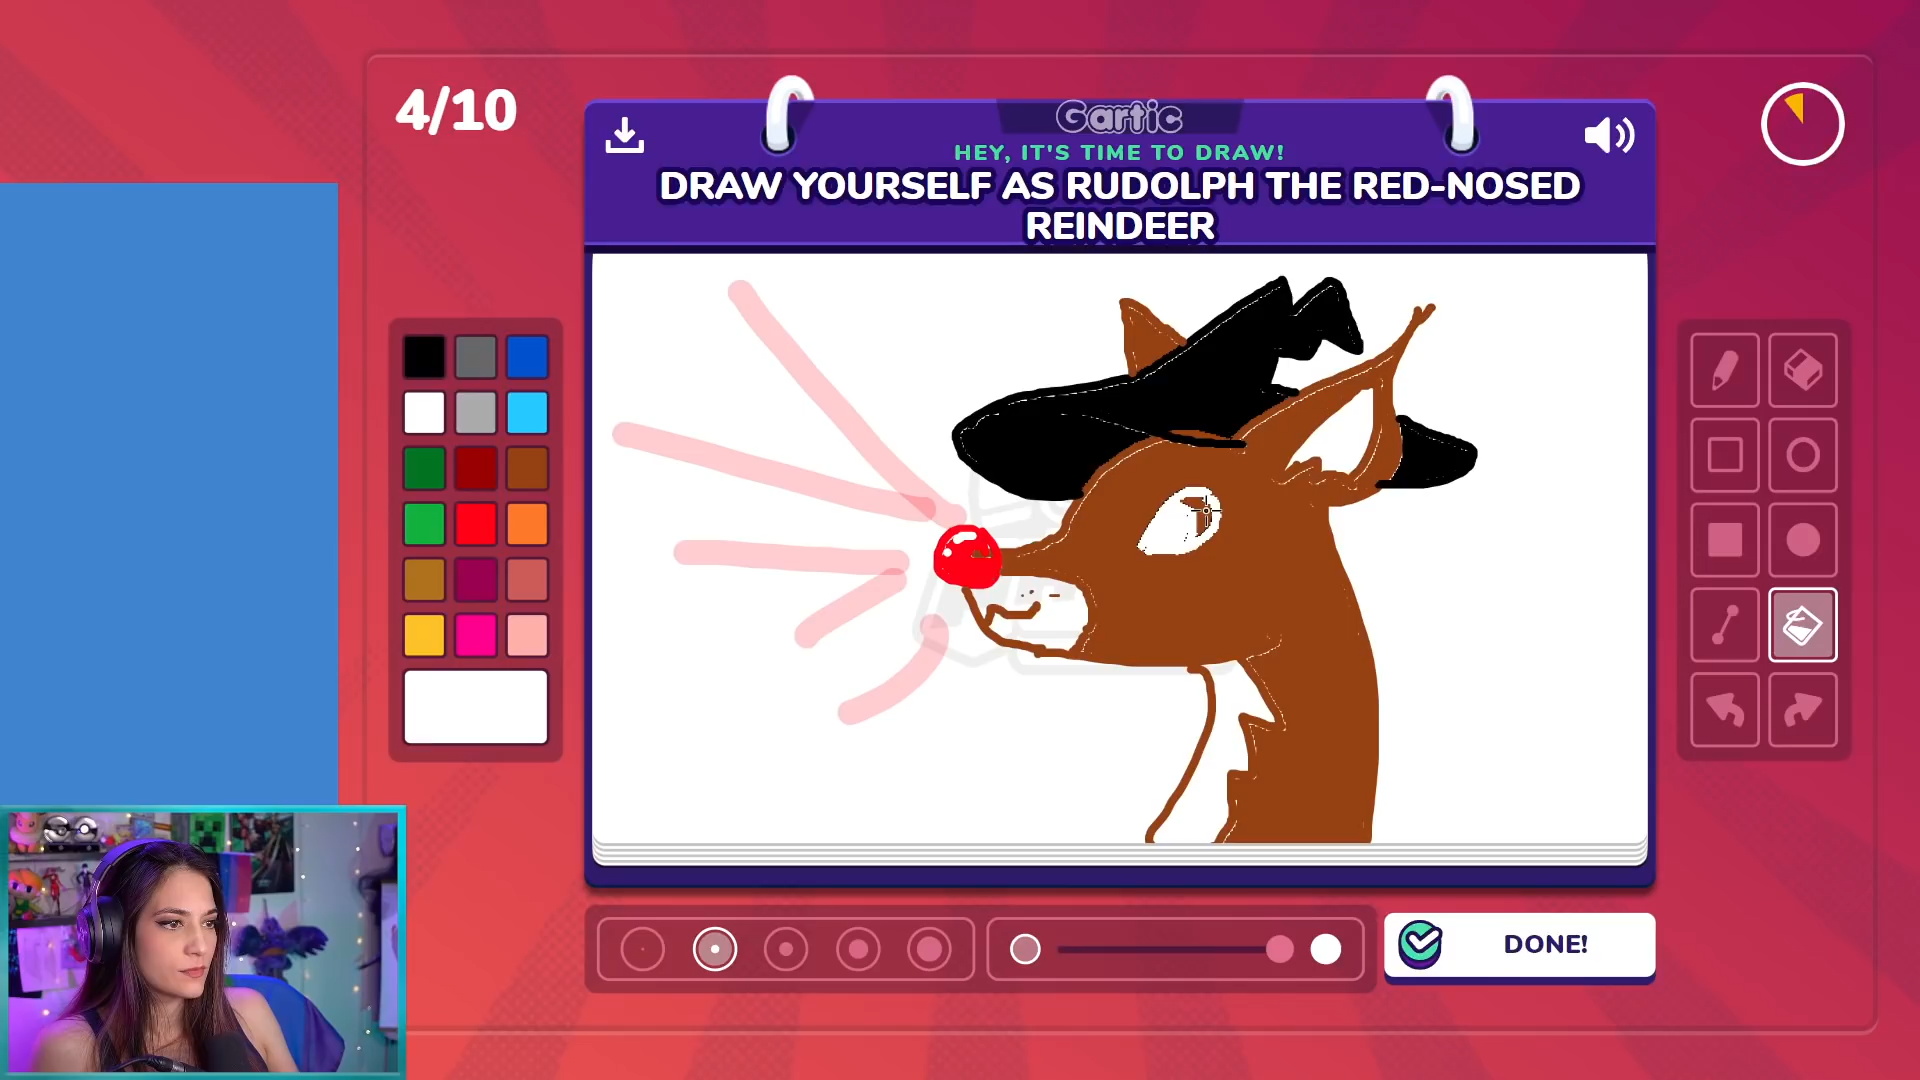 4/10
Gartic
HEY, IT'S TIME TO DRAW!
DRAW YOURSELF AS RUDOLPH THE RED-NOSED
REINDEER
DONE!